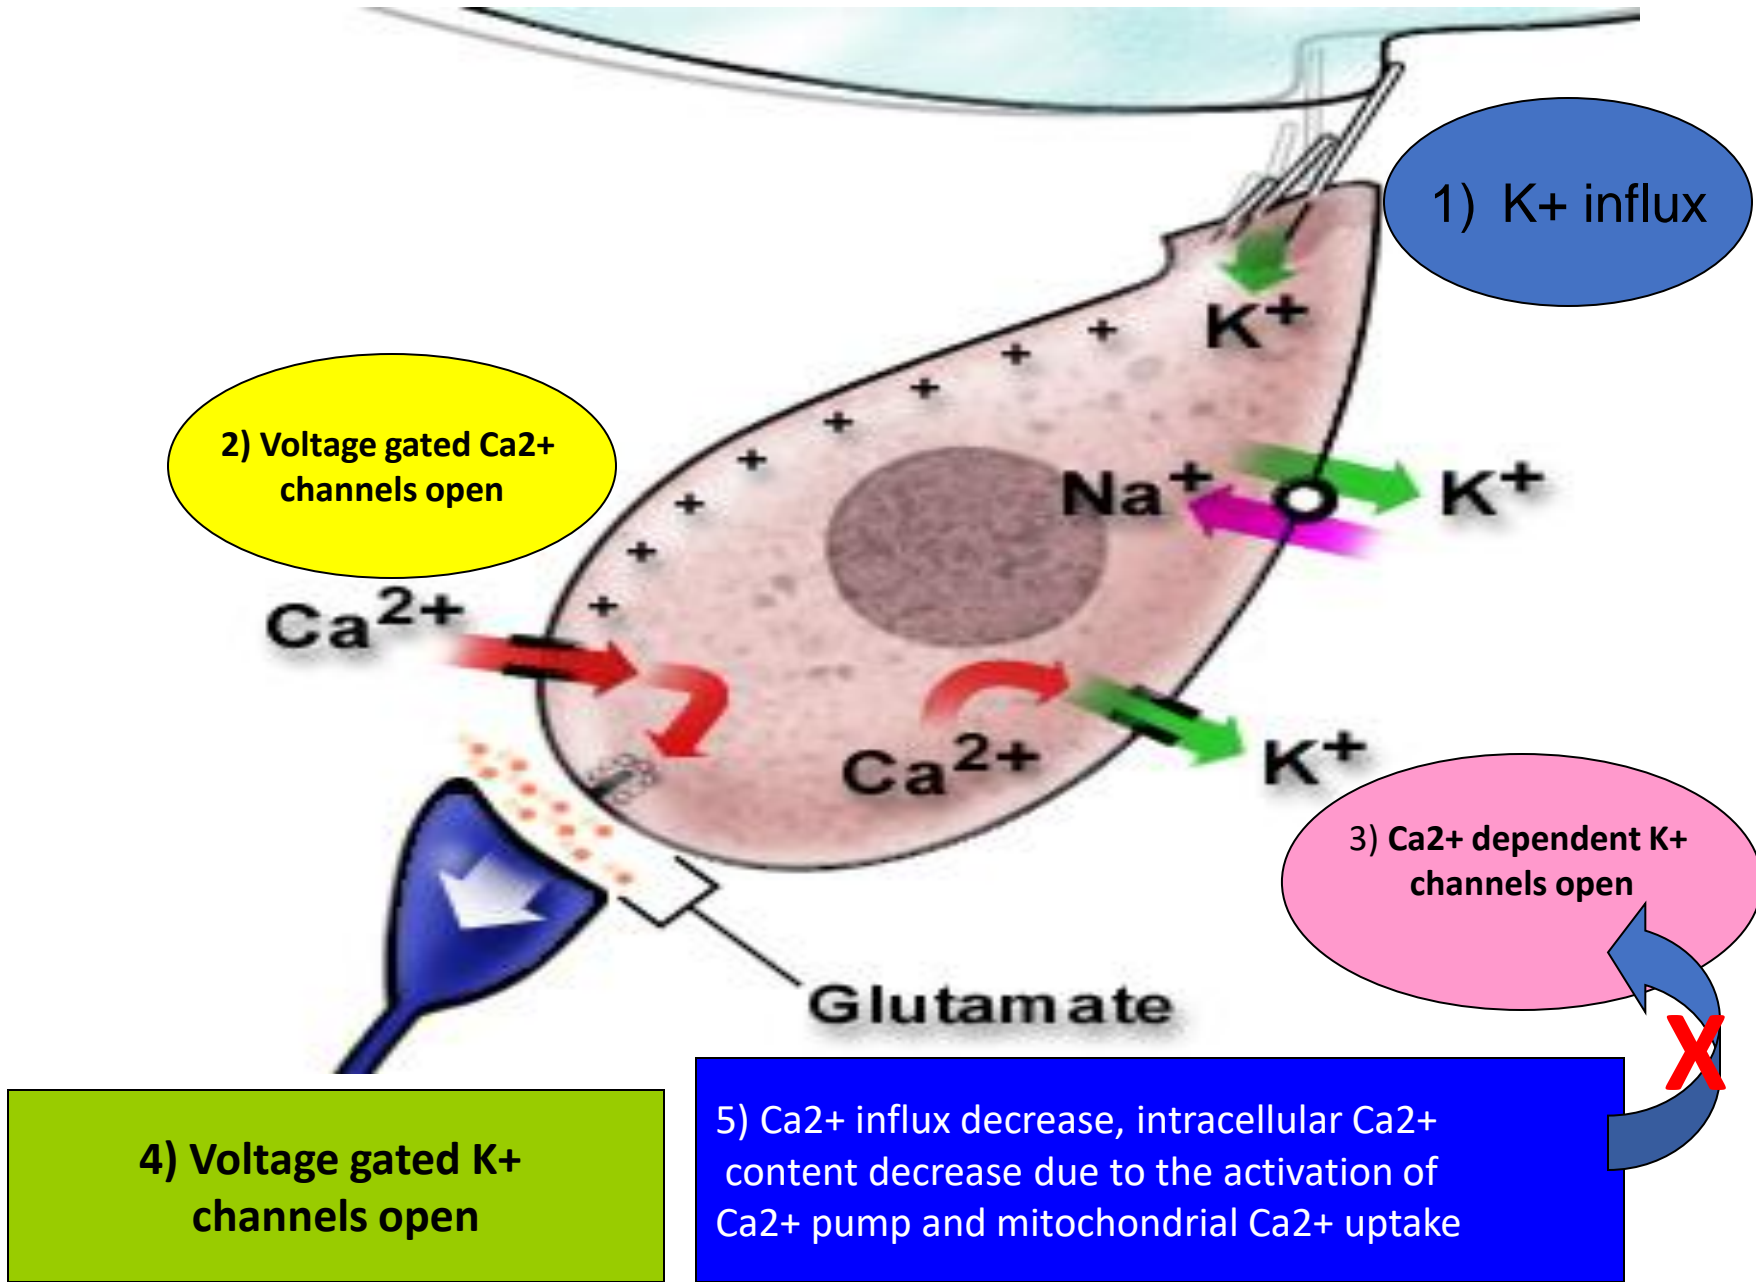 1) K+ influx
K+
2) Voltage gated Ca2+
channels open
+ + + + + + + + +
Na+
K+
Ca2+
Ca2+
K+
3) Ca2+ dependent K+
channels open
Glutamate
X
4) Voltage gated K+
channels open
5) Ca2+ influx decrease, intracellular Ca2+
content decrease due to the activation of
Ca2+ pump and mitochondrial Ca2+ uptake